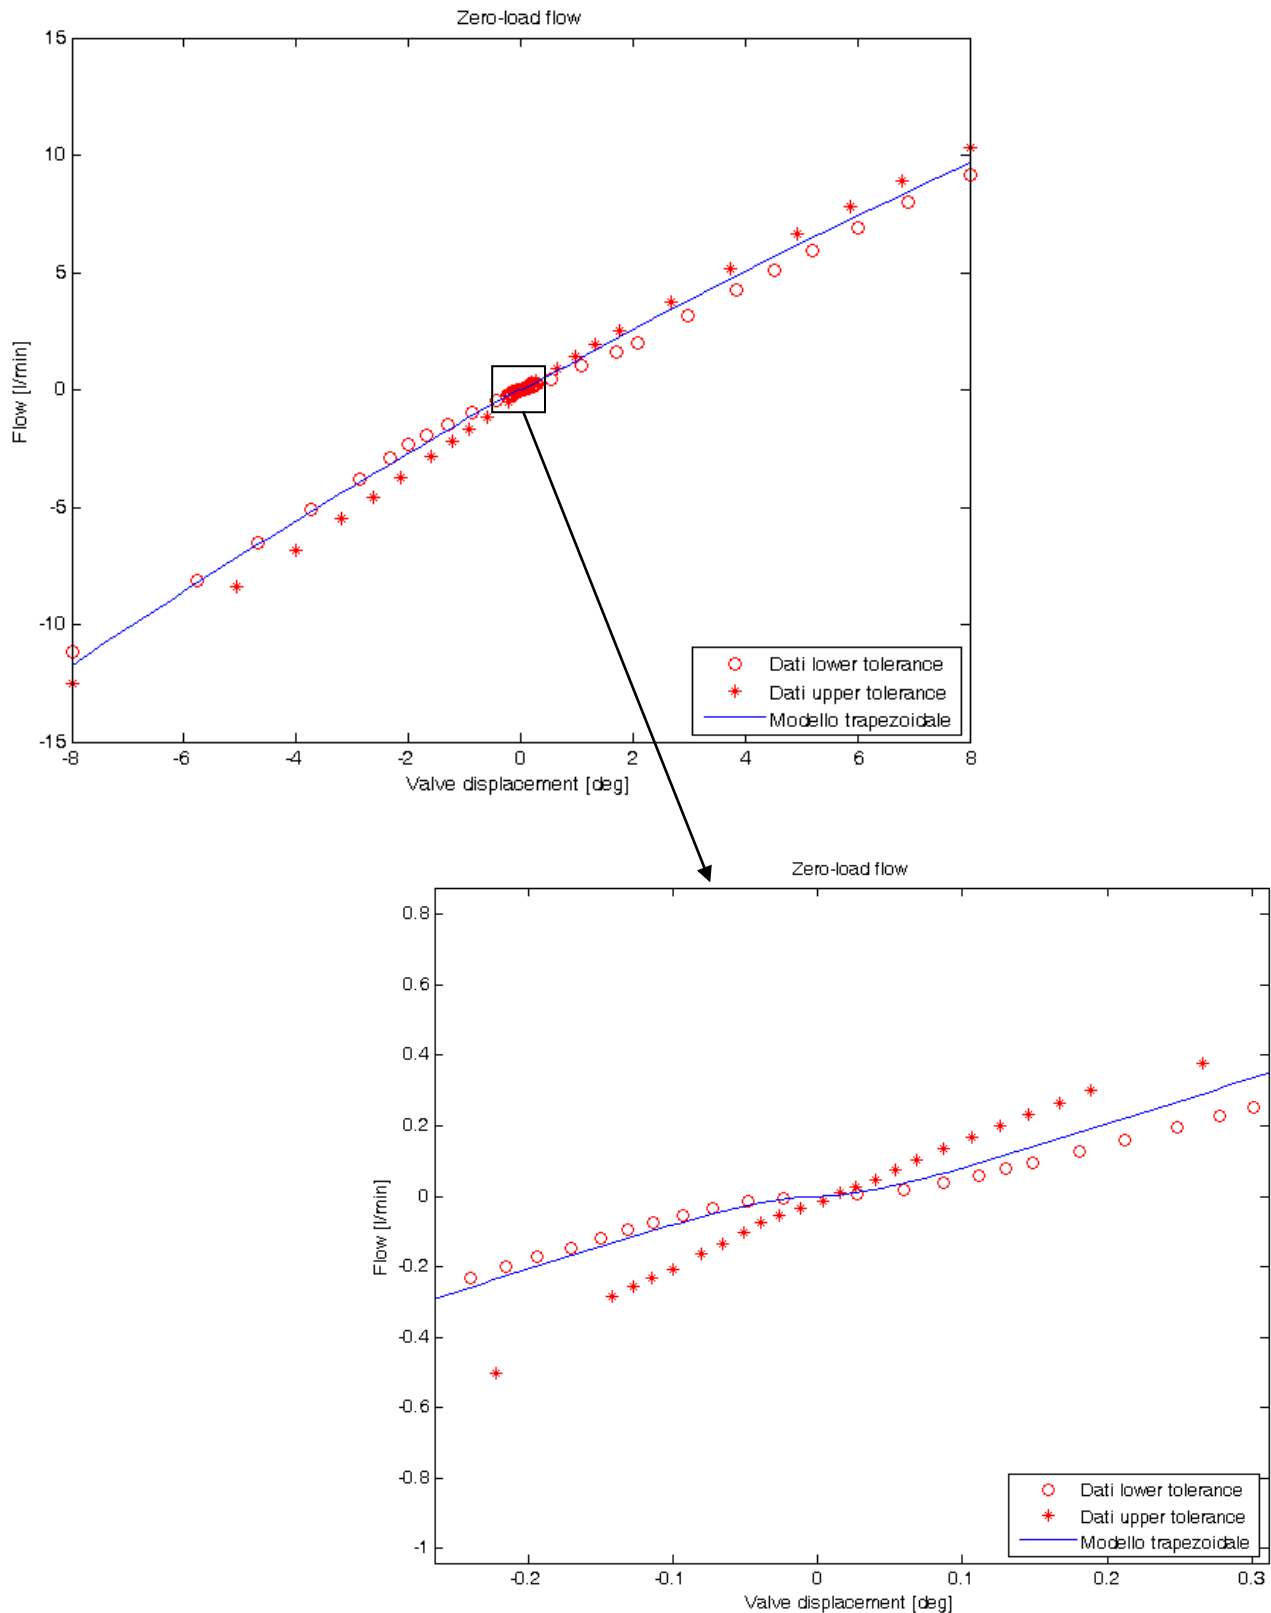 Zero-load flow
15
10
5
0
-5
-10
-15
Flow [l/min]
-8
-6
-4
-2
0
2
4
6
8
Valve displacement [deg]
Dati lower tolerance
Dati upper tolerance
Modello trapezoidale
Zero-load flow
0.8
0.6
0.4
0.2
0
-0.2
-0.4
-0.6
-0.8
-1
Flow [l/min]
-0.2
-0.1
0
0.1
0.2
0.3
Valve displacement [deg]
Dati lower tolerance
Dati upper tolerance
Modello trapezoidale